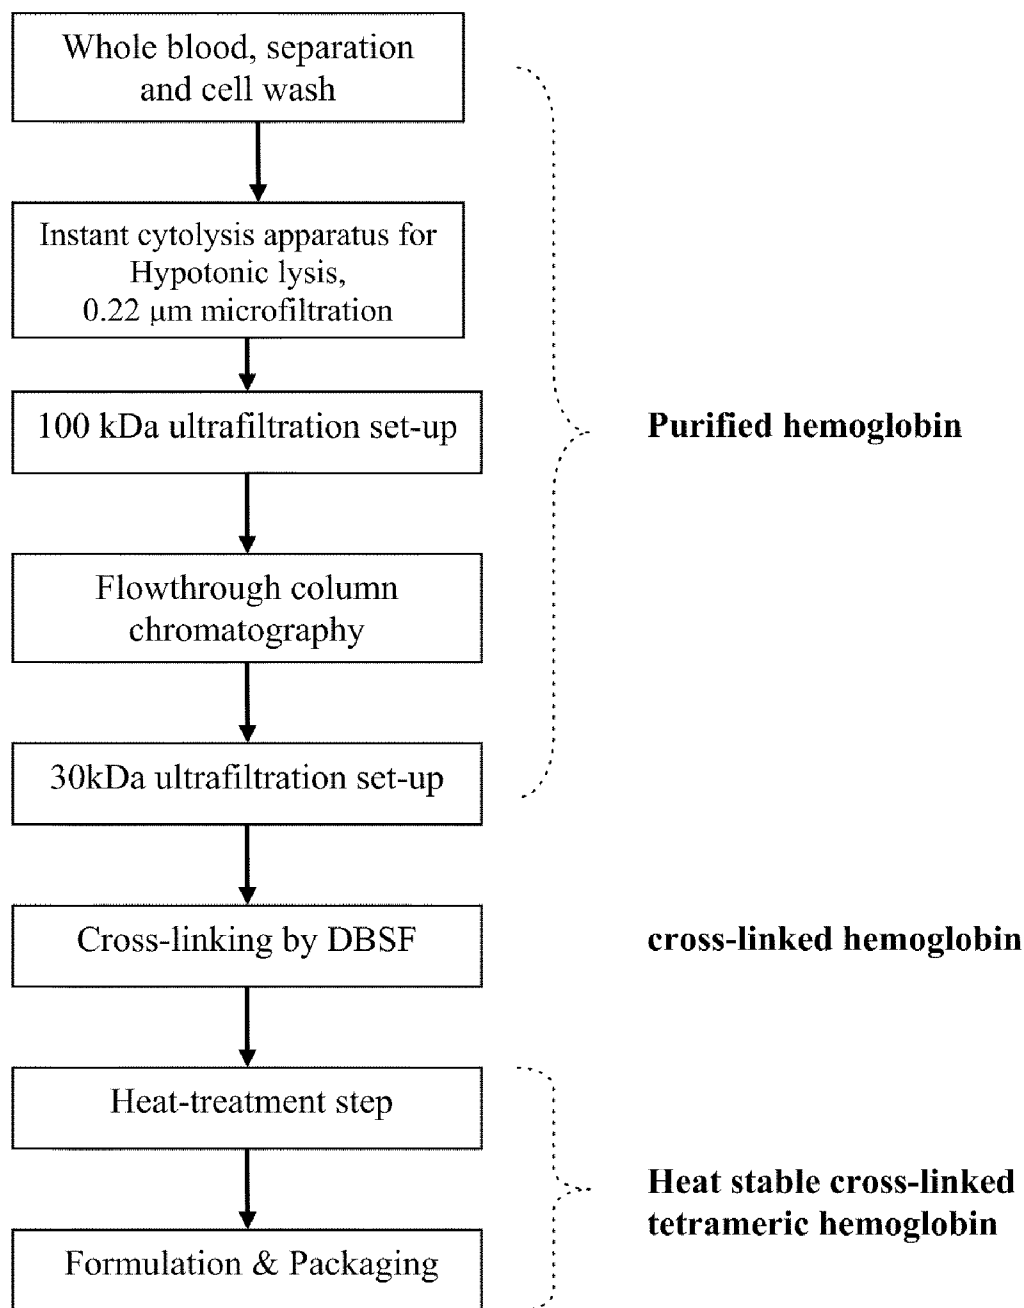 Whole blood, separation
and cell wash
Instant cytolysis apparatus for
Hypotonic lysis,
0.22 μm microfiltration
100 kDa ultrafiltration set-up
Purified hemoglobin
Flowthrough column
chromatography
30kDa ultrafiltration set-up
Cross-linking by DBSF
cross-linked hemoglobin
Heat-treatment step
Heat stable cross-linked
tetrameric hemoglobin
Formulation & Packaging